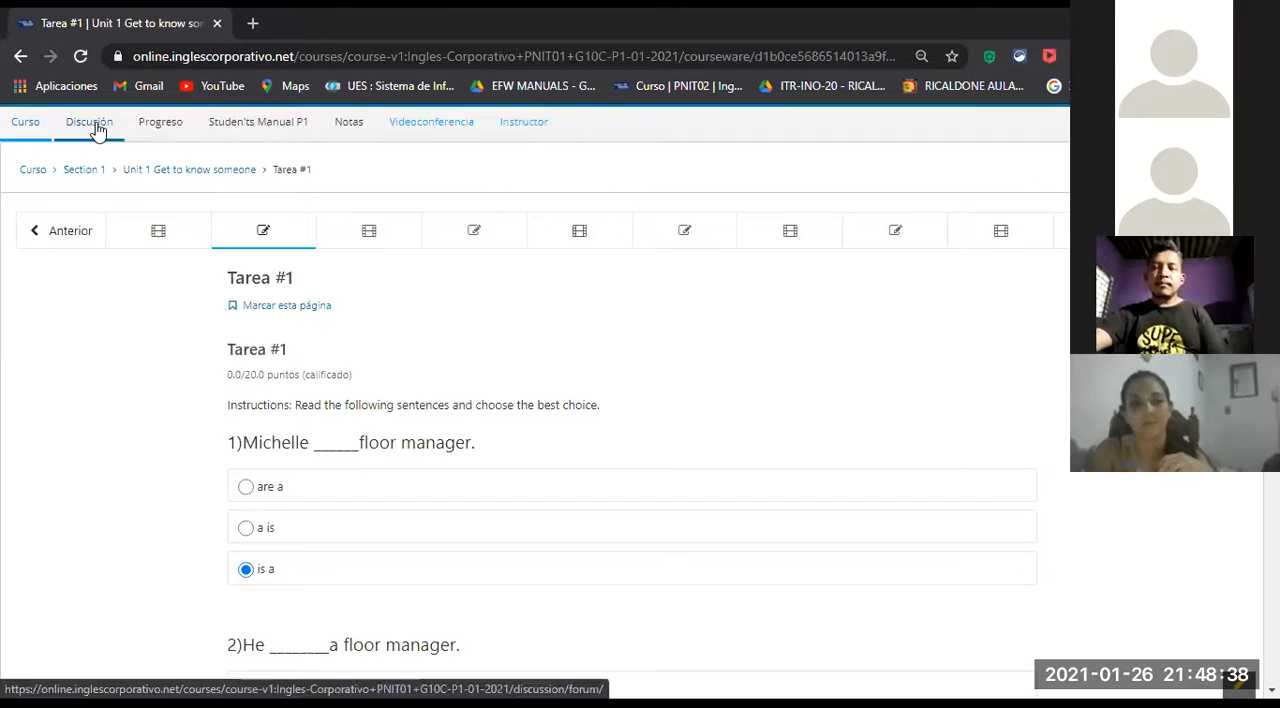 Tarea #1 | Unit 1 Get to know so
online.inglescorporativo.net/courses/course-v1:Ingles-Corporativo+PNIT01+G10C-P1-01-2021/courseware/d1b0ce5686514013a9f...
Aplicaciones Gmail YouTube Maps UES : Sistema de Inf... EFW MANUALS - G... Curso | PNIT02 | Ing... ITR-INO-20 - RICAL... RICALDONE AULA...
Curso Discusión Progreso Studen'ts Manual P1 Notas Videoconferencia Instructor
Curso > Section 1 > Unit 1 Get to know someone > Tarea #1
Anterior
Tarea #1
Marcar esta página
Tarea #1
0.0/20.0 puntos (calificado)
Instructions: Read the following sentences and choose the best choice.
1)Michelle ______floor manager.
are a
a is
is a
2)He ________a floor manager.
https://online.inglescorporativo.net/courses/course-v1:Ingles-Corporativo+PNIT01+G10C-P1-01-2021/discussion/forum/
2021-01-26 21:48:38